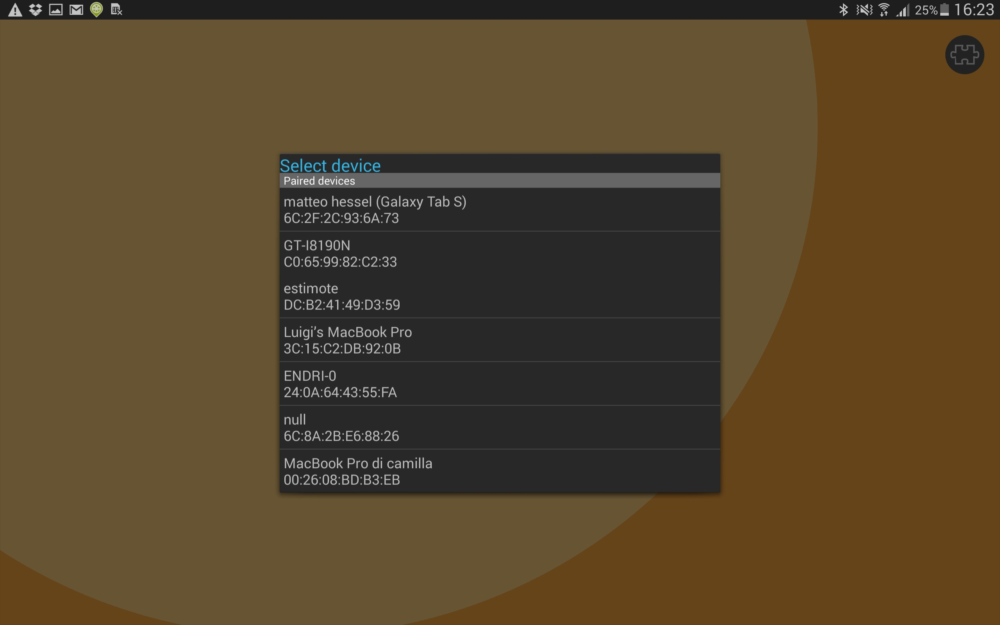 25% 16:23
Select device
Paired devices
matteo hessel (Galaxy Tab S)
6C:2F:2C:93:6A:73
GT-I8190N
C0:65:99:82:C2:33
estimote
DC:B2:41:49:D3:59
Luigi’s MacBook Pro
3C:15:C2:DB:92:0B
ENDRI-0
24:0A:64:43:55:FA
null
6C:8A:2B:E6:88:26
MacBook Pro di camilla
00:26:08:BD:B3:EB